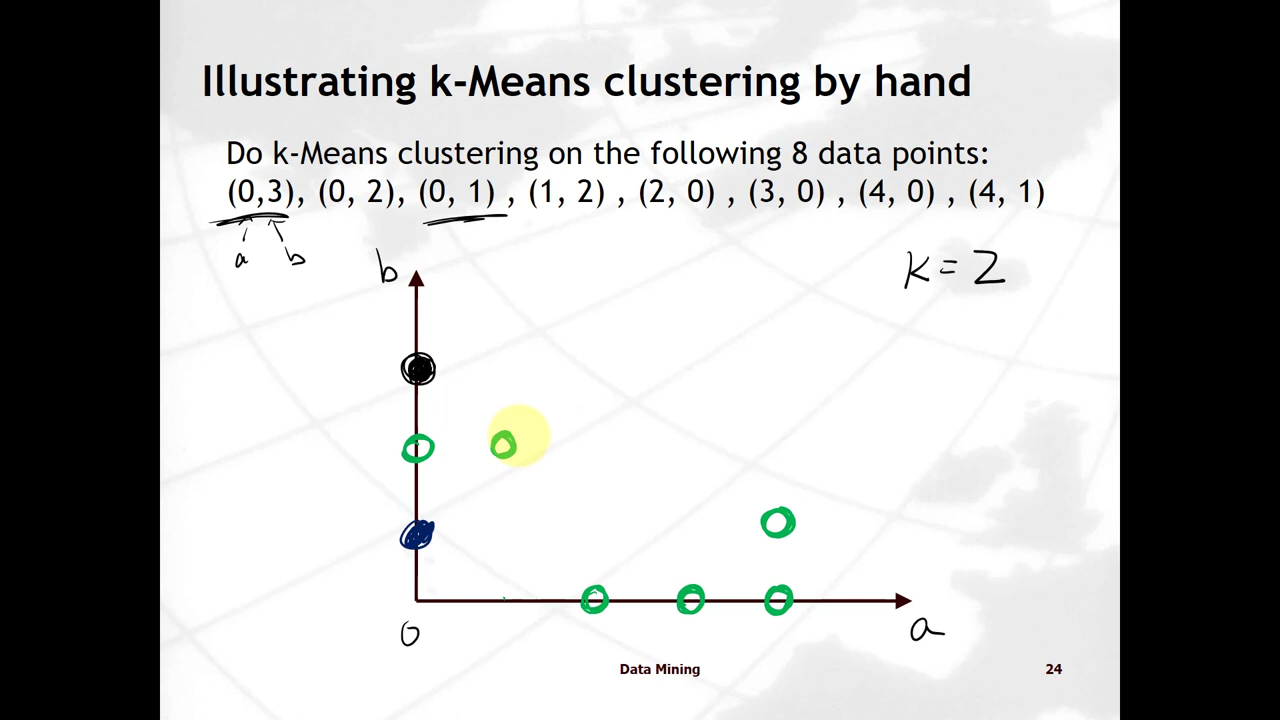 Illustrating k-Means clustering by hand
Do k-Means clustering on the following 8 data points:
(0,3), (0, 2), (0, 1) , (1, 2) , (2, 0) , (3, 0) , (4, 0) , (4, 1)
a b
b
K = 2
0
a
Data Mining
24